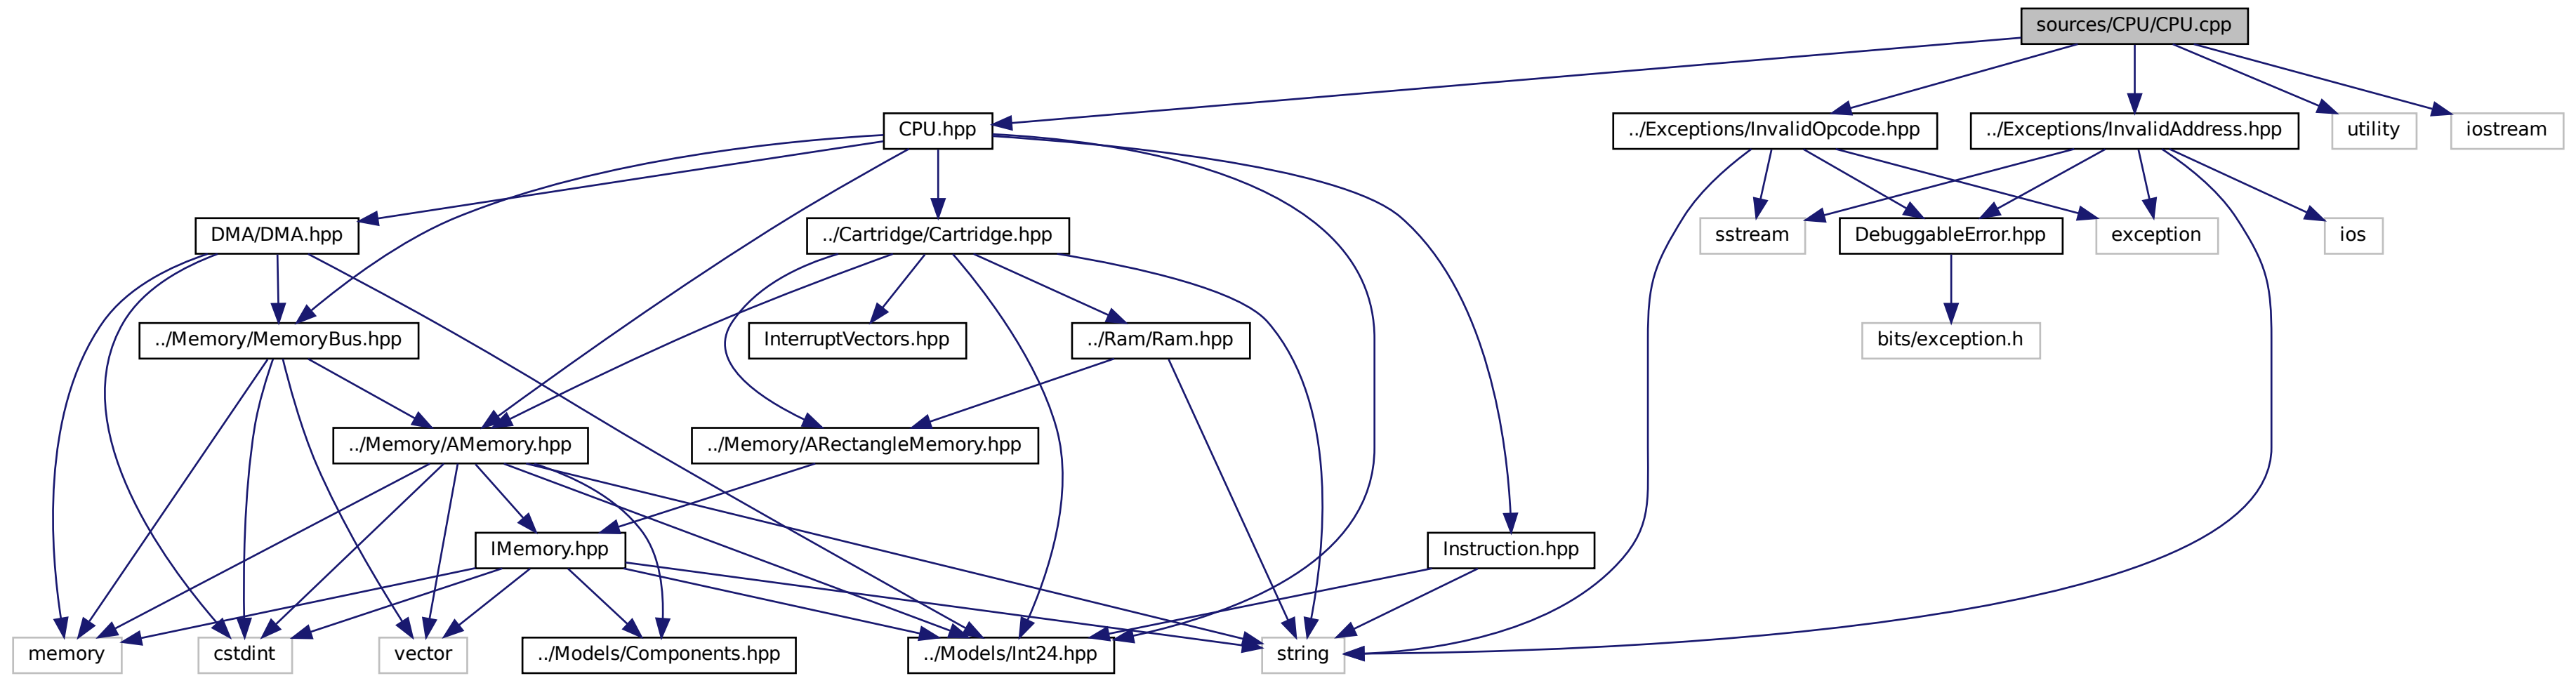 sources/CPU/CPU.cpp
CPU.hpp
../Exceptions/InvalidOpcode.hpp
../Exceptions/InvalidAddress.hpp
utility
iostream
DMA/DMA.hpp
../Cartridge/Cartridge.hpp
sstream
DebuggableError.hpp
exception
ios
../Memory/MemoryBus.hpp
InterruptVectors.hpp
../Ram/Ram.hpp
bits/exception.h
../Memory/AMemory.hpp
../Memory/ARectangleMemory.hpp
IMemory.hpp
Instruction.hpp
memory
cstdint
vector
../Models/Components.hpp
../Models/Int24.hpp
string